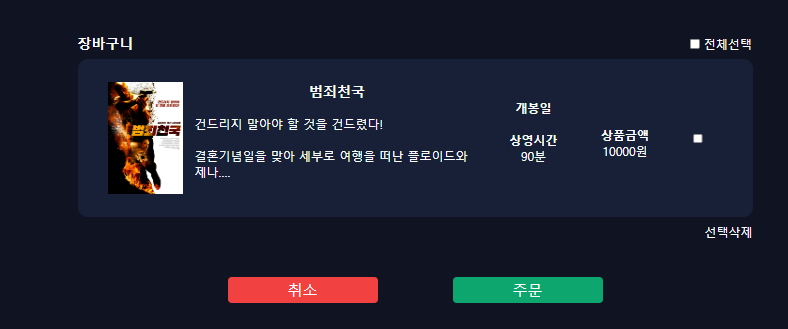 장바구니
전체선택
범죄천국
범죄천국
건드리지 말아야 할 것을 건드렸다!
결혼기념일을 맞아 세부로 여행을 떠난 플로이드와
제나....
개봉일
상영시간
90분
상품금액
10000원
선택삭제
취소
주문